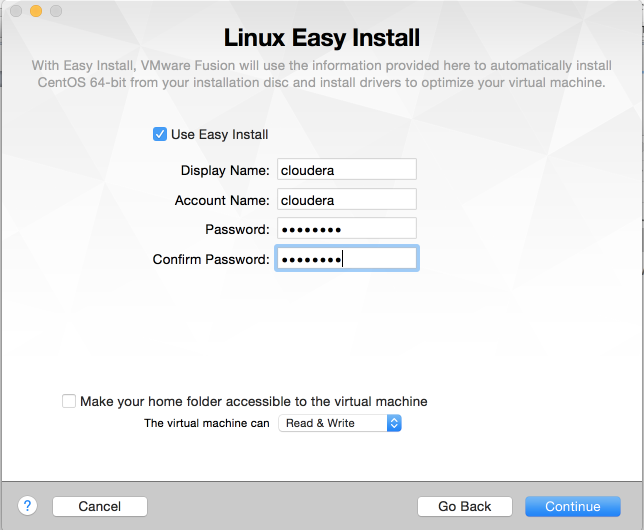 Linux Easy Install
With Easy Install, VMware Fusion will use the information provided here to automatically install
CentOS 64-bit from your installation disc and install drivers to optimize your virtual machine.
Use Easy Install
Display Name: cloudera
Account Name: cloudera
Password: ••••••••
Confirm Password: ••••••••
Make your home folder accessible to the virtual machine
The virtual machine can Read & Write
? Cancel Go Back Continue